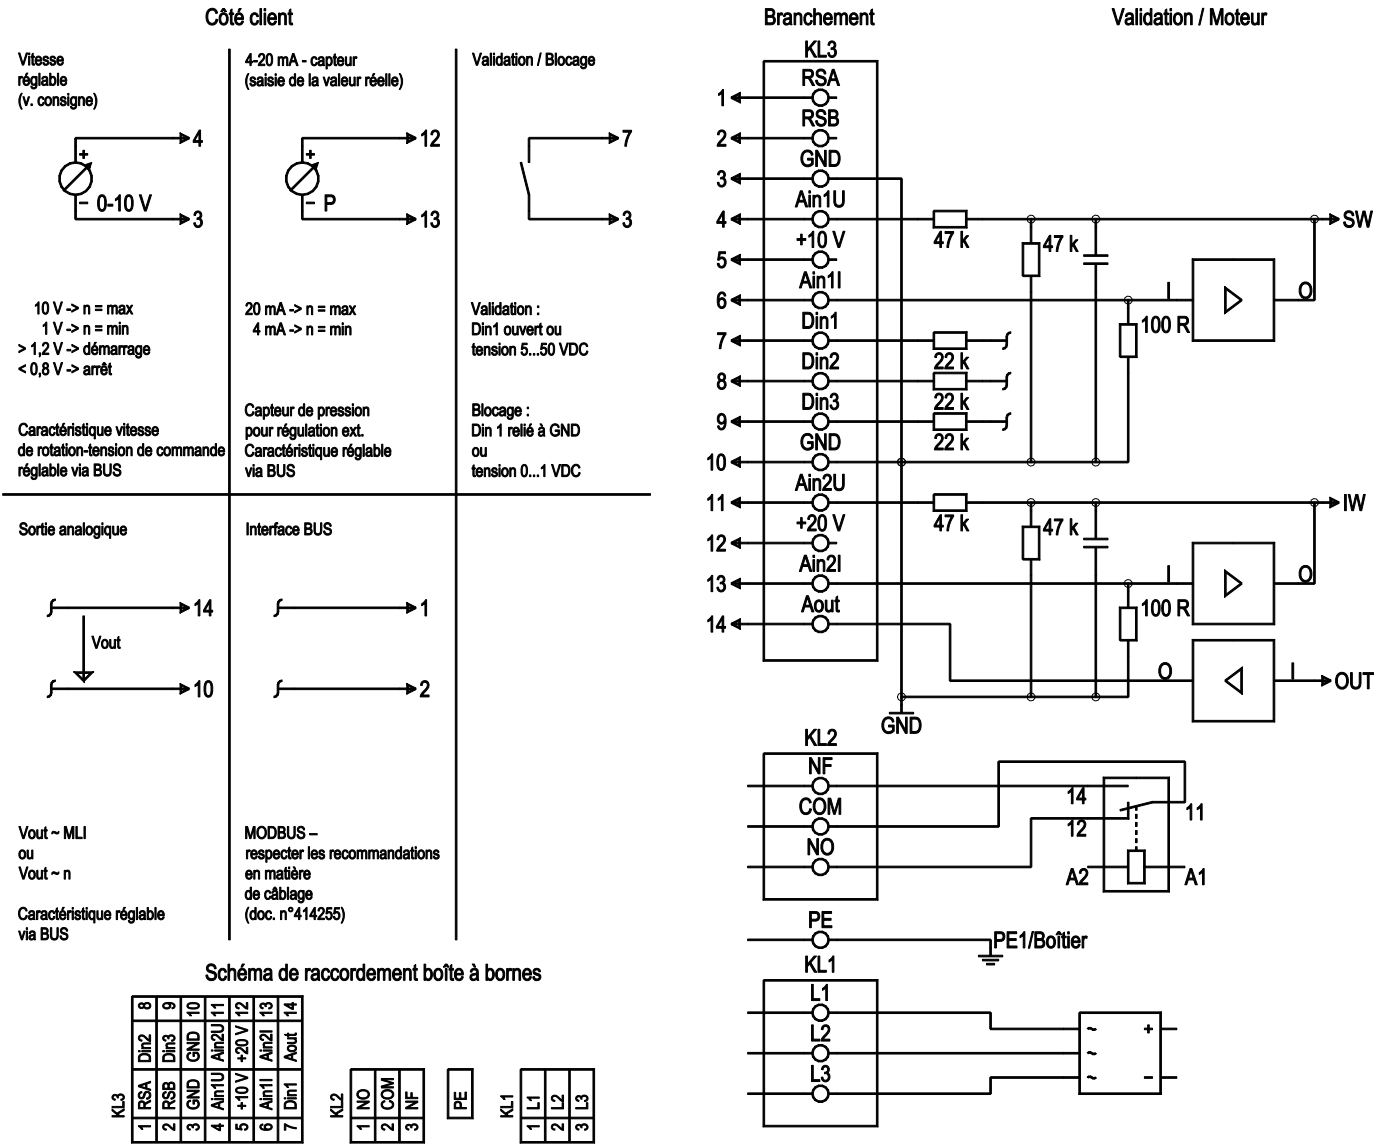 Côté client
Branchement
Validation / Moteur
Vitesse
réglable
(v. consigne)
4
+
−
0-10 V
3
10 V -> n = max
1 V -> n = min
> 1,2 V -> démarrage
< 0,8 V -> arrêt
Caractéristique vitesse
de rotation-tension de commande
réglable via BUS
4-20 mA - capteur
(saisie de la valeur réelle)
12
+
−
P
13
20 mA -> n = max
4 mA -> n = min
Capteur de pression
pour régulation ext.
Caractéristique réglable
via BUS
Validation / Blocage
7
3
Validation :
Din1 ouvert ou
tension 5...50 VDC
Blocage :
Din 1 relié à GND
ou
tension 0...1 VDC
Sortie analogique
14
Vout
10
Vout ~ MLI
ou
Vout ~ n
Caractéristique réglable
via BUS
Interface BUS
1
2
MODBUS –
respecter les recommandations
en matière
de câblage
(doc. n°414255)
KL3
RSA
1
RSB
2
GND
3
Ain1U
4
47 k
47 k
SW
+10 V
5
Ain1I
6
I
O
100 R
Din1
7
22 k
Din2
8
22 k
Din3
9
22 k
GND
10
Ain2U
11
47 k
47 k
IW
+20 V
12
Ain2I
13
I
O
100 R
Aout
14
O
I
OUT
GND
KL2
NF
14
COM
11
12
NO
A2
A1
PE
PE1/Boîtier
KL1
L1
~
+
L2
~
L3
~
−
Schéma de raccordement boîte à bornes
KL3
1 RSA Din2 8
2 RSB Din3 9
3 GND GND 10
4 Ain1U Ain2U 11
5 +10 V +20 V 12
6 Ain1I Ain2I 13
7 Din1 Aout 14
KL2
1 NO
2 COM
3 NF
PE
KL1
1 L1
2 L2
3 L3